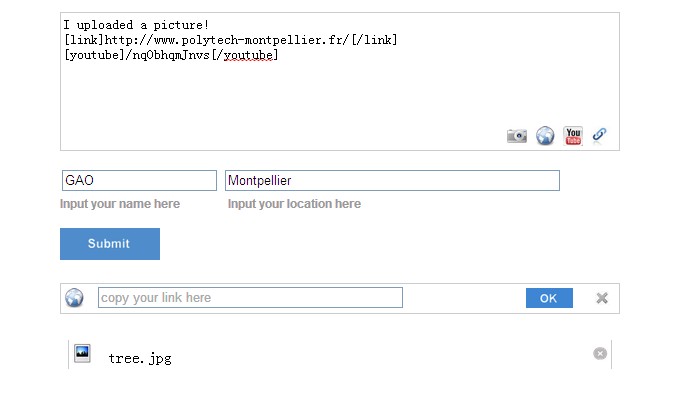 I uploaded a picture!
[link]http://www.polytech-montpellier.fr/[/link]
[youtube]/nqObhqmJnvs[/youtube]
You
Tube
GAO Montpellier
Input your name here Input your location here
Submit
copy your link here OK
tree.jpg